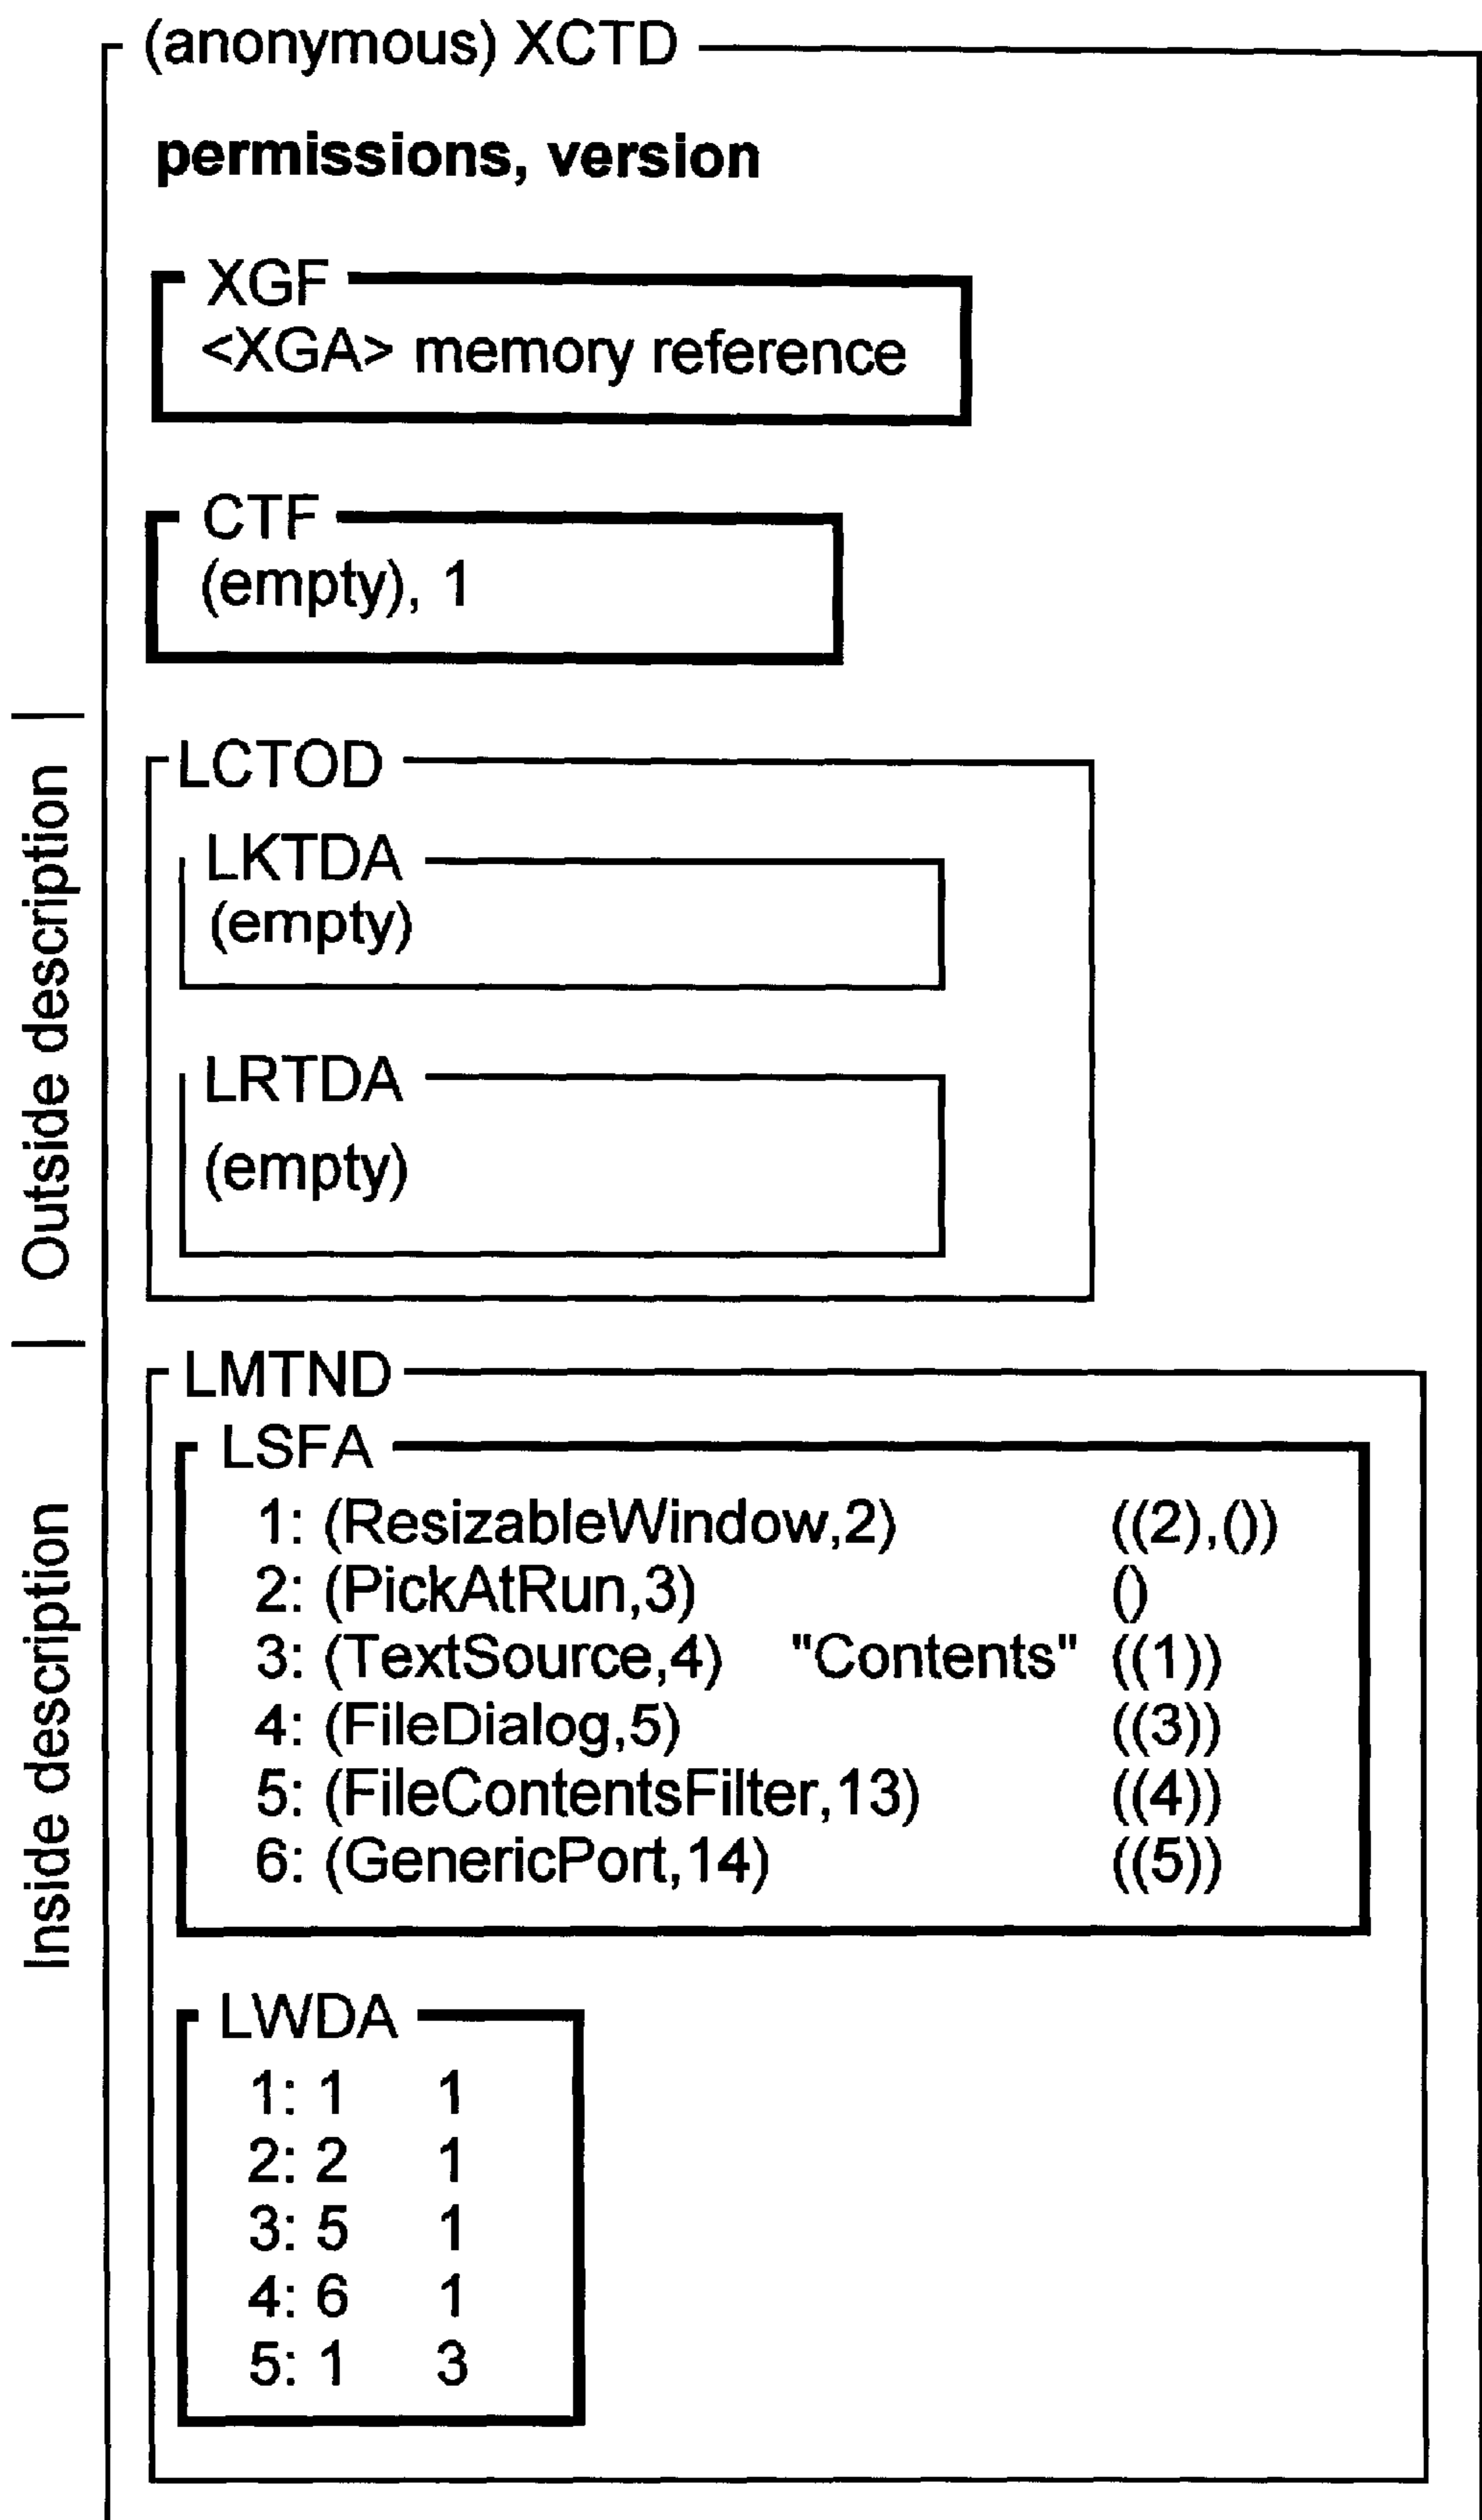 (anonymous) XCTD
permissions, version
XGF
<XGA> memory reference
CTF
(empty), 1
Outside description
LCTOD
LKTDA
(empty)
LRTDA
(empty)
Inside description
LMTND
LSFA
1: (ResizableWindow,2) ((2),())
2: (PickAtRun,3) ()
3: (TextSource,4) "Contents" ((1))
4: (FileDialog,5) ((3))
5: (FileContentsFilter,13) ((4))
6: (GenericPort,14) ((5))
LWDA
1: 1 1
2: 2 1
3: 5 1
4: 6 1
5: 1 3